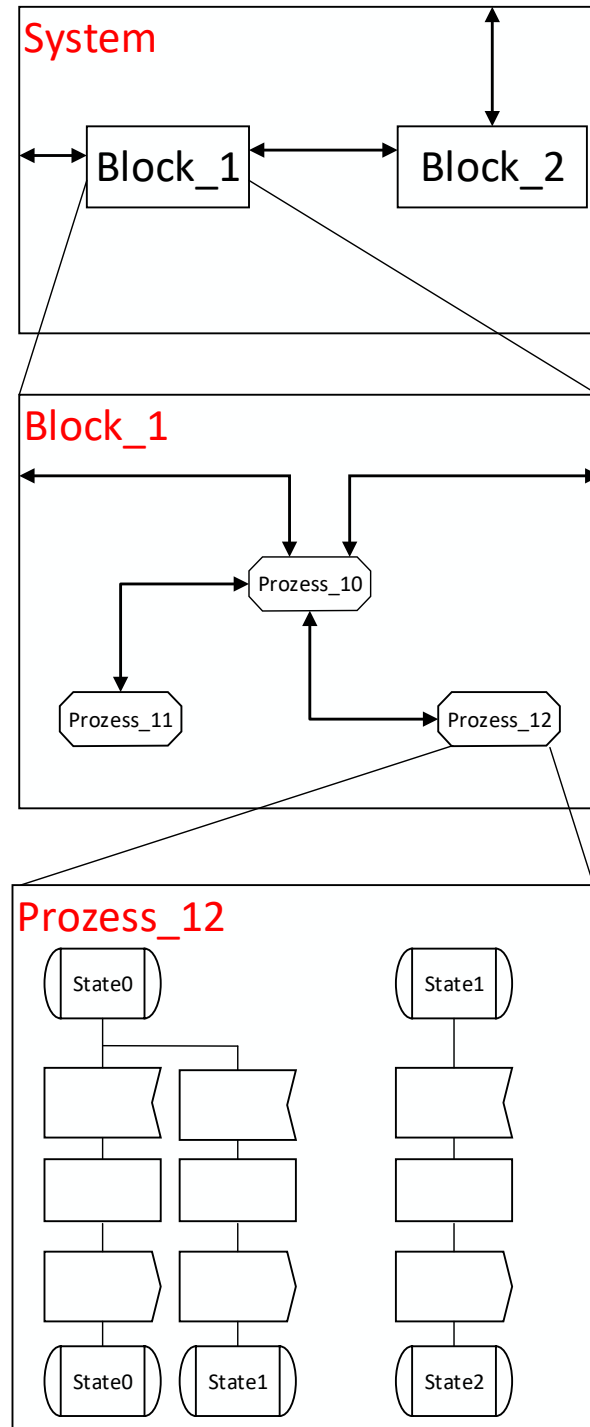 System
Block_1
Block_2
Block_1
Prozess_10
Prozess_11
Prozess_12
Prozess_12
State0
State1
State0
State1
State2